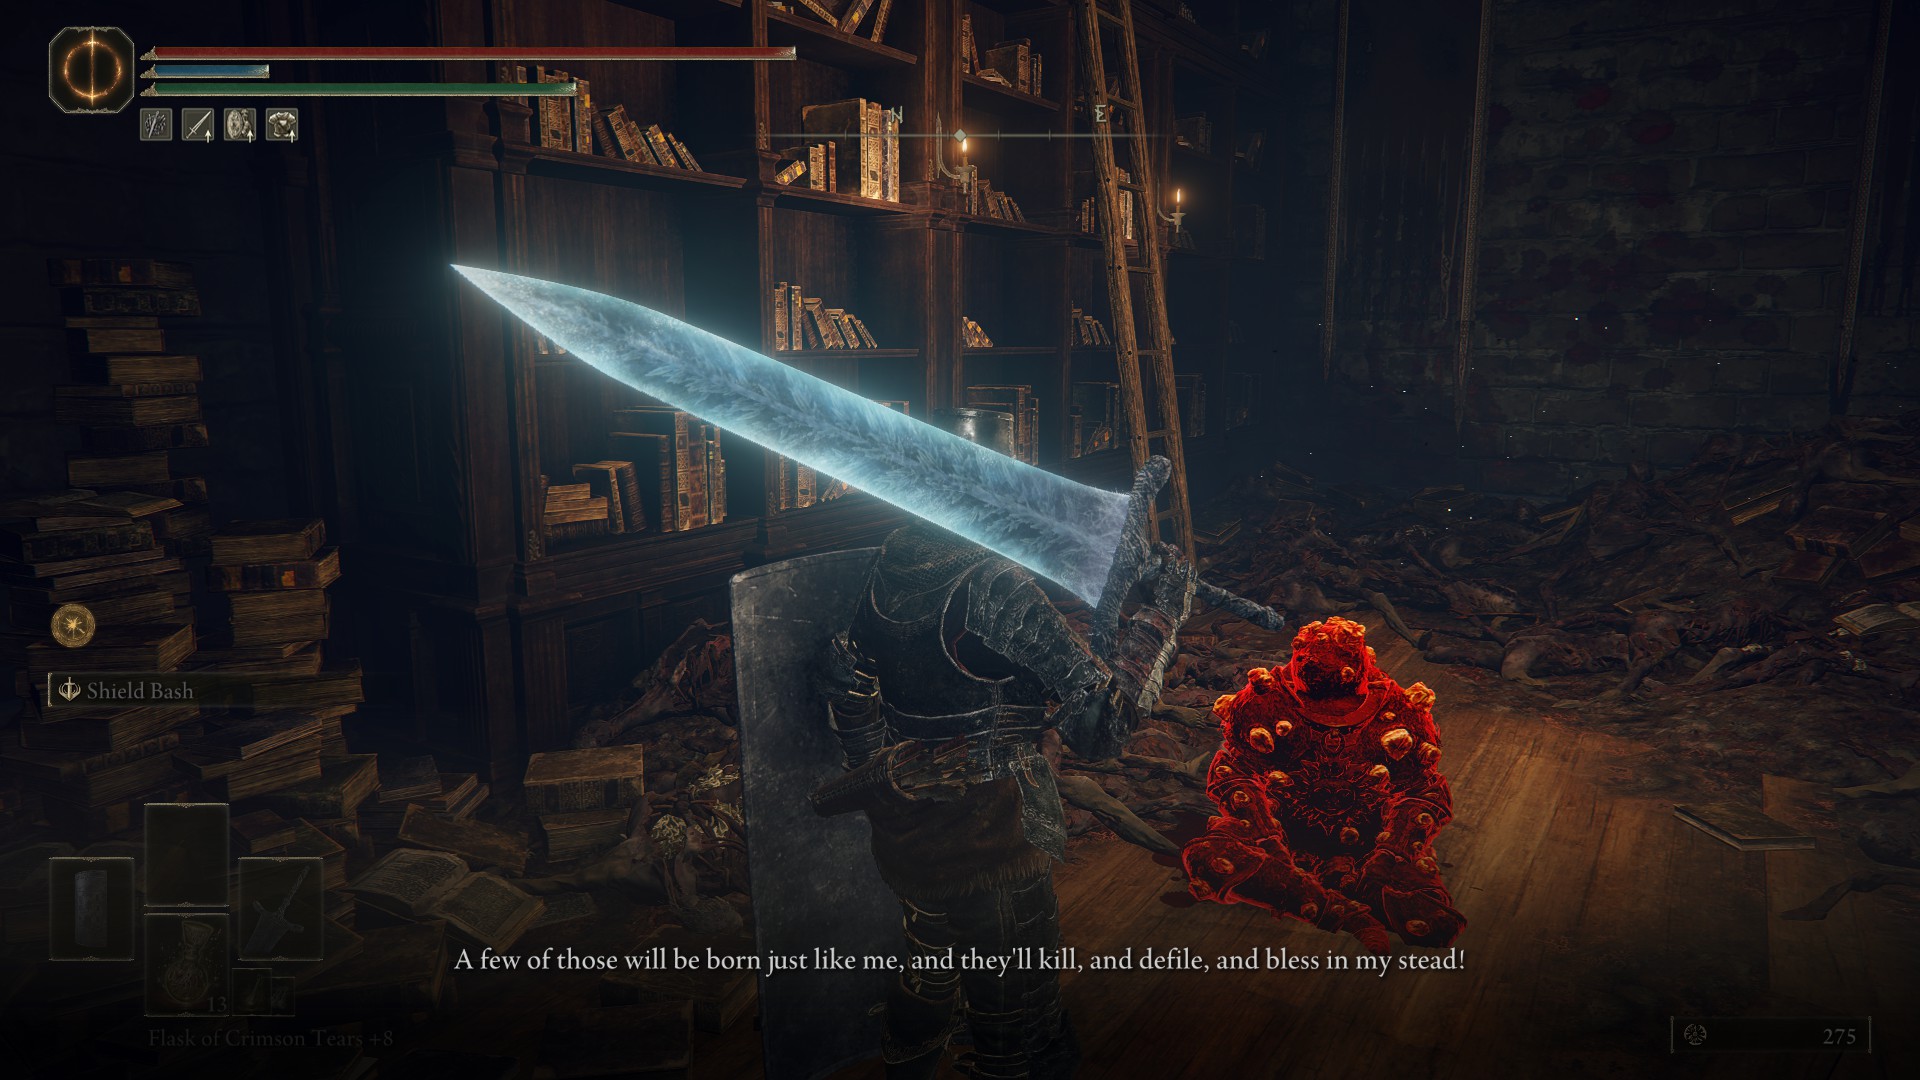 N
E
Shield Bash
A few of those will be born just like me, and they'll kill, and defile, and bless in my stead!
13
Flask of Crimson Tears +8
275